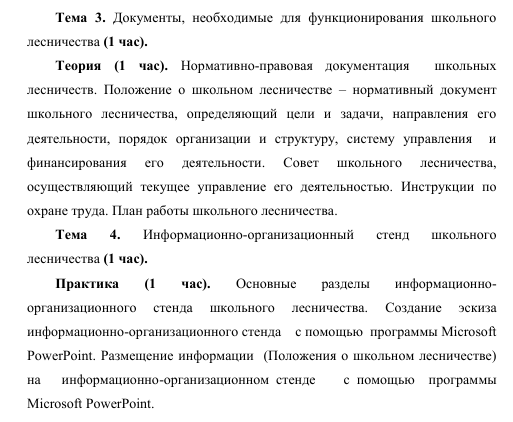 Тема 3. Документы, необходимые для функционирования школьного
лесничества (1 час).
Теория (1 час). Нормативно-правовая документация школьных
лесничеств. Положение о школьном лесничестве – нормативный документ
школьного лесничества, определяющий цели и задачи, направления его
деятельности, порядок организации и структуру, систему управления и
финансирования его деятельности. Совет школьного лесничества,
осуществляющий текущее управление его деятельностью. Инструкции по
охране труда. План работы школьного лесничества.
Тема 4. Информационно-организационный стенд школьного
лесничества (1 час).
Практика (1 час). Основные разделы информационно-
организационного стенда школьного лесничества. Создание эскиза
информационно-организационного стенда с помощью программы Microsoft
PowerPoint. Размещение информации (Положения о школьном лесничестве)
на информационно-организационном стенде с помощью программы
Microsoft PowerPoint.